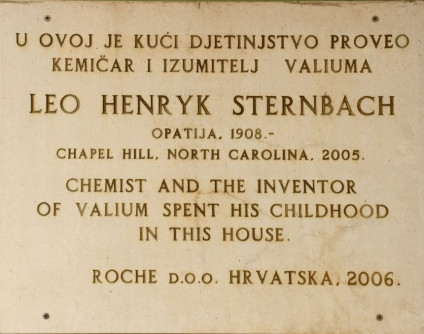 U OVOJ JE KUĆI DJETINJSTVO PROVEO
KEMIČAR I IZUMITELJ VALIUMA
LEO HENRYK STERNBACH
OPATIJA, 1908.-
CHAPEL HILL, NORTH CAROLINA, 2005.
CHEMIST AND THE INVENTOR
OF VALIUM SPENT HIS CHILDHOOD
IN THIS HOUSE.
ROCHE D.O.O. HRVATSKA, 2006.